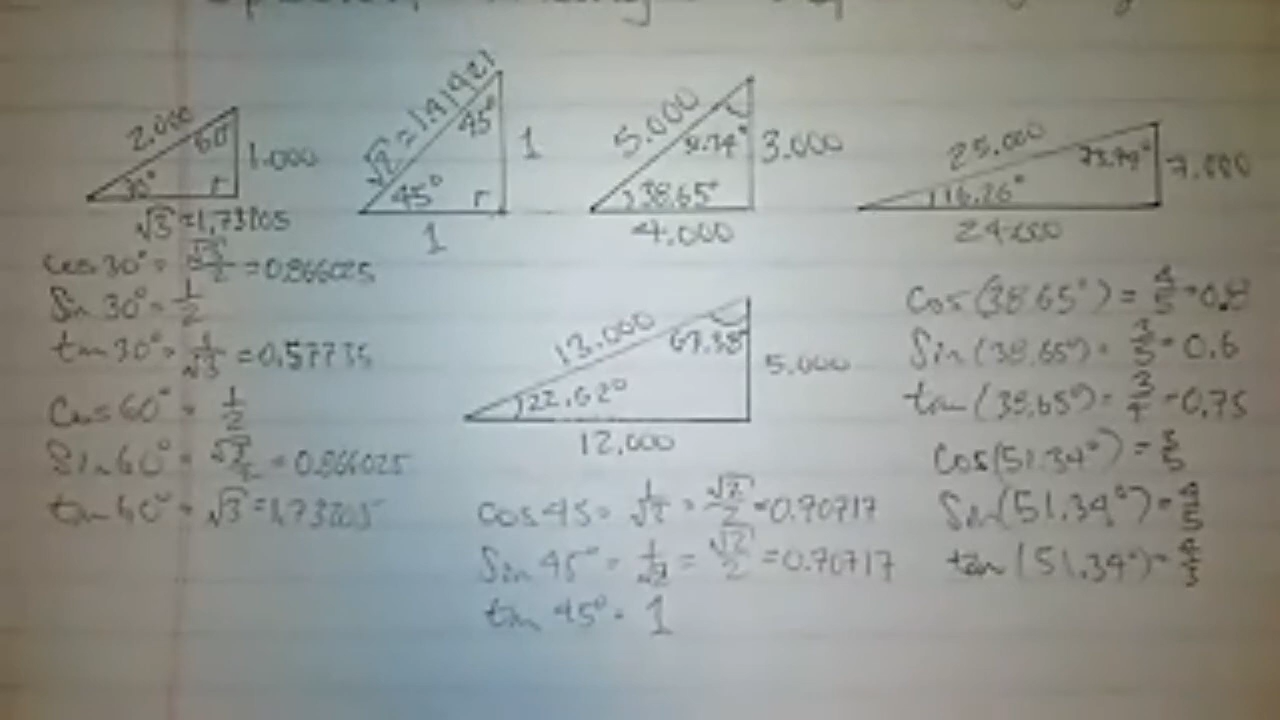 2.000
60°
1.000
30°
√3 = 1,73205
√2 = 1.41421
45°
1
45°
1
5.000
3.000
38.65°
4.000
25.000
73.74°
7.000
16.26°
24.000
cos 30° = √3/2 = 0.866025
Sin 30° = 1/2
tan 30° = 1/√3 = 0.57735
Cos 60° = 1/2
Sin 60° = √3/2 = 0.866025
tan 60° = √3 = 1,73205
13.000
67.38°
5.000
22.62°
12.000
cos 45 = 1/√2 = √2/2 = 0.70717
Sin 45° = 1/√2 = √2/2 = 0.70717
tan 45° = 1
Cos (38.65°) = 4/5 = 0.8
Sin (38.65°) = 3/5 = 0.6
tan (38.65°) = 3/4 = 0.75
Cos (51.34°) = 3/5
Sin (51.34°) = 4/5
tan (51.34°) = 4/3